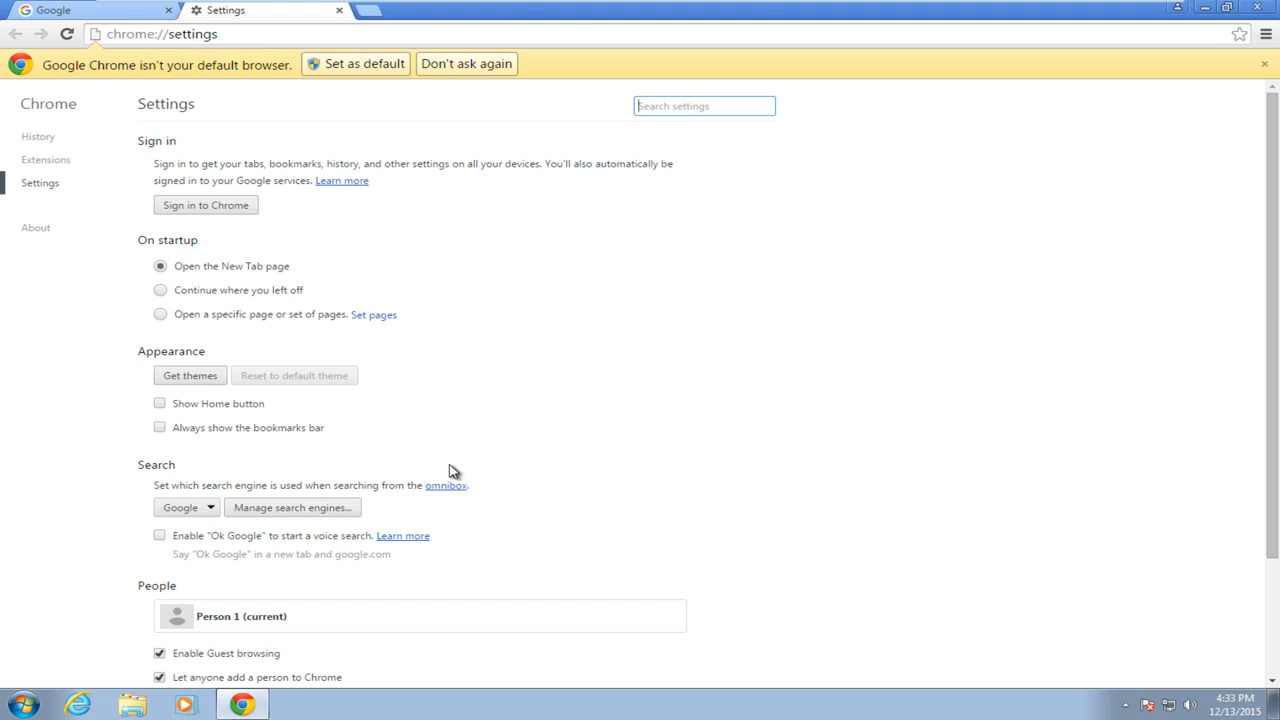 Google
Settings
chrome://settings
Google Chrome isn't your default browser. Set as default Don't ask again
Chrome
History
Extensions
Settings
About
Settings
Search settings
Sign in
Sign in to get your tabs, bookmarks, history, and other settings on all your devices. You'll also automatically be
signed in to your Google services. Learn more
Sign in to Chrome
On startup
Open the New Tab page
Continue where you left off
Open a specific page or set of pages. Set pages
Appearance
Get themes Reset to default theme
Show Home button
Always show the bookmarks bar
Search
Set which search engine is used when searching from the omnibox.
Google Manage search engines...
Enable "Ok Google" to start a voice search. Learn more
Say "Ok Google" in a new tab and google.com
People
Person 1 (current)
Enable Guest browsing
Let anyone add a person to Chrome
4:33 PM
12/13/2015